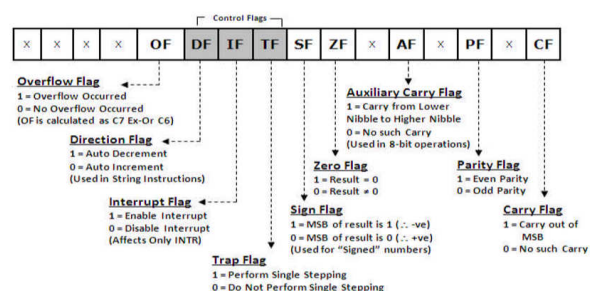 Control Flags
x x x x OF DF IF TF SF ZF x AF x PF x CF
Overflow Flag
1 = Overflow Occurred
0 = No Overflow Occurred
(OF is calculated as C7 Ex-Or C6)
Direction Flag
1 = Auto Decrement
0 = Auto Increment
(Used in String Instructions)
Interrupt Flag
1 = Enable Interrupt
0 = Disable Interrupt
(Affects Only INTR)
Trap Flag
1 = Perform Single Stepping
0 = Do Not Perform Single Stepping
Sign Flag
1 = MSB of result is 1 (∴ -ve)
0 = MSB of result is 0 (∴ +ve)
(Used for "Signed" numbers)
Zero Flag
1 = Result = 0
0 = Result ≠ 0
Auxiliary Carry Flag
1 = Carry from Lower
Nibble to Higher Nibble
0 = No such Carry
(Used in 8-bit operations)
Parity Flag
1 = Even Parity
0 = Odd Parity
Carry Flag
1 = Carry out of
MSB
0 = No such Carry